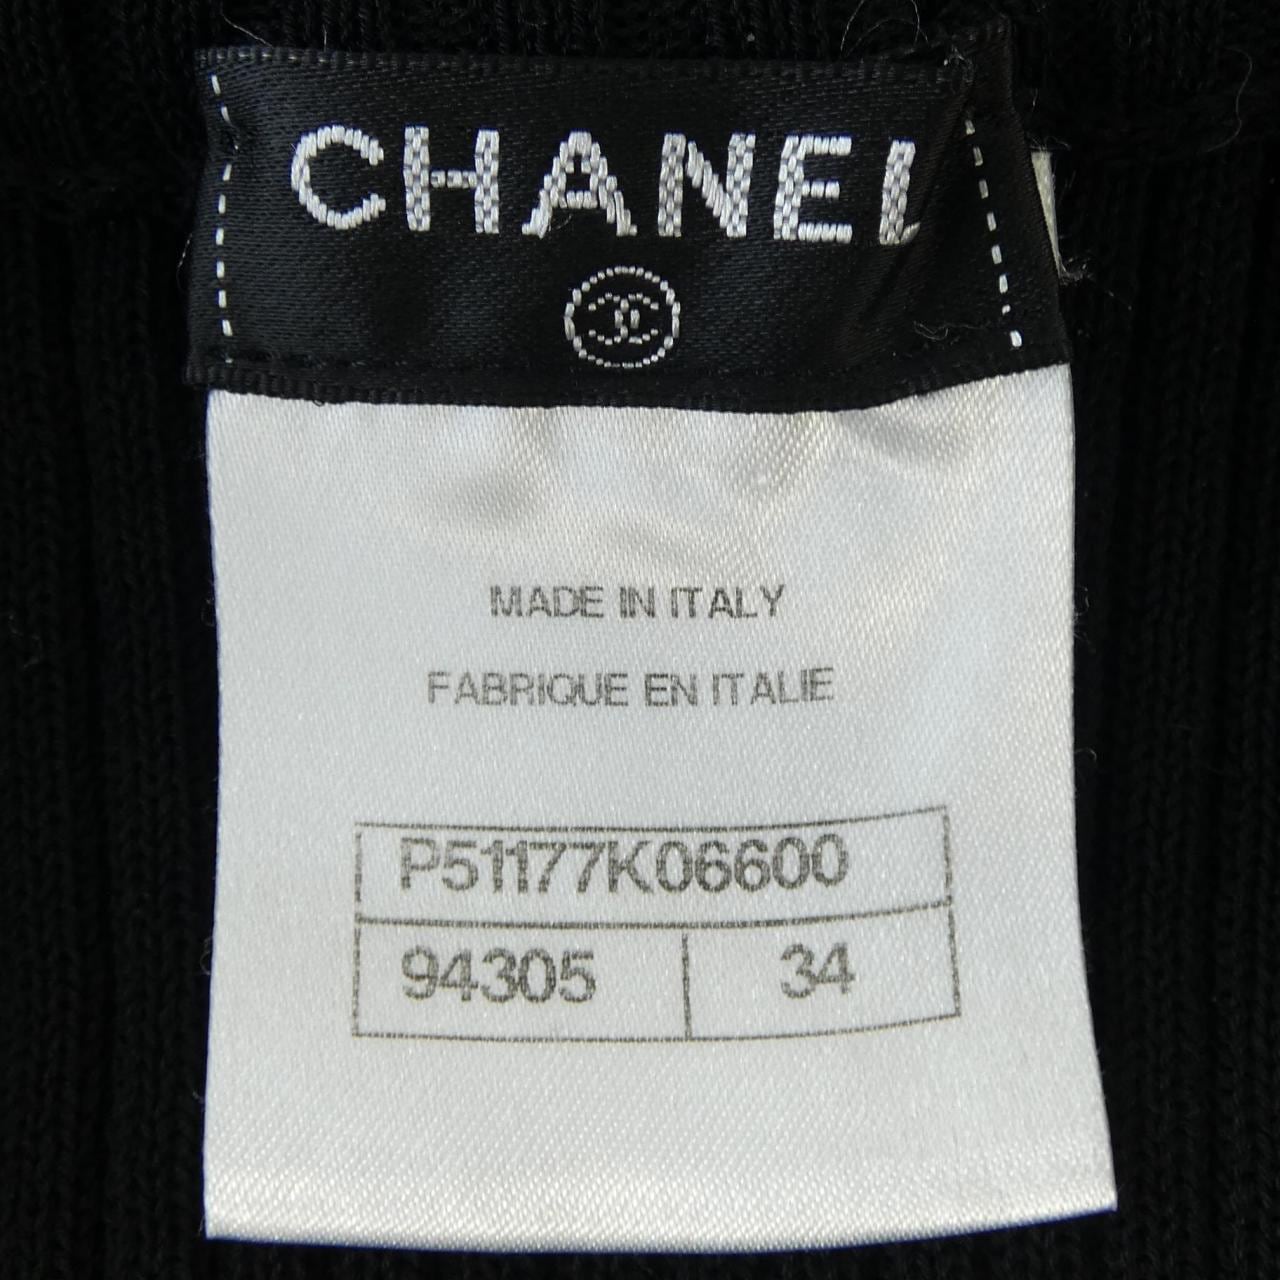 CHANEL
MADE IN ITALY
FABRIQUE EN ITALIE
P51177K06600
94305 34